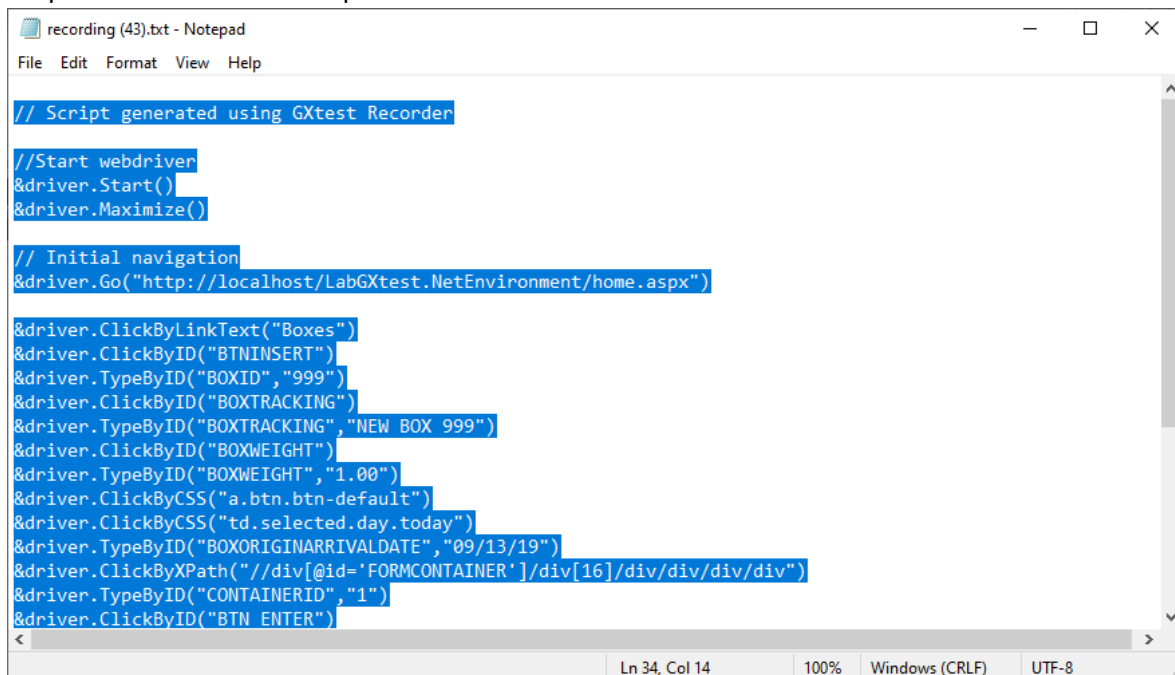 recording (43).txt - Notepad
File Edit Format View Help
// Script generated using GXtest Recorder
//Start webdriver
&driver.Start()
&driver.Maximize()
// Initial navigation
&driver.Go("http://localhost/LabGXtest.NetEnvironment/home.aspx")
&driver.ClickByLinkText("Boxes")
&driver.ClickByID("BTNINSERT")
&driver.TypeByID("BOXID","999")
&driver.ClickByID("BOXTRACKING")
&driver.TypeByID("BOXTRACKING","NEW BOX 999")
&driver.ClickByID("BOXWEIGHT")
&driver.TypeByID("BOXWEIGHT","1.00")
&driver.ClickByCSS("a.btn.btn-default")
&driver.ClickByCSS("td.selected.day.today")
&driver.TypeByID("BOXORIGINARRIVALDATE","09/13/19")
&driver.ClickByXPath("//div[@id='FORMCONTAINER']/div[16]/div/div/div/div")
&driver.TypeByID("CONTAINERID","1")
&driver.ClickByID("BTN_ENTER")
Ln 34, Col 14 100% Windows (CRLF) UTF-8